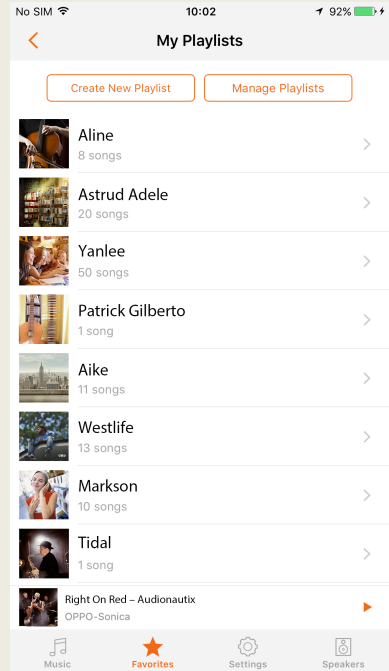 No SIM 10:02 92%
My Playlists
Create New Playlist Manage Playlists
Aline
8 songs
Astrud Adele
20 songs
Yanlee
50 songs
Patrick Gilberto
1 song
Aike
11 songs
Westlife
13 songs
Markson
10 songs
Tidal
1 song
Right On Red – Audionautix
OPPO-Sonica
Music Favorites Settings Speakers